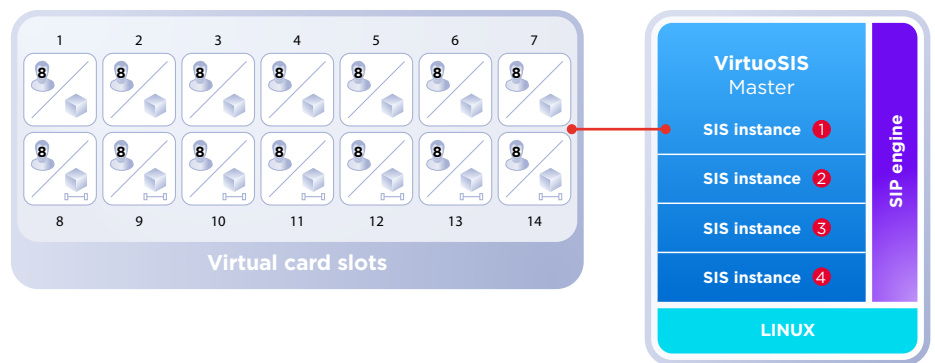 1 2 3 4 5 6 7
8 8 8 8 8 8 8
8 8 8 8 8 8 8
8 9 10 11 12 13 14
Virtual card slots
VirtuoSIS
Master
SIS instance 1
SIS instance 2
SIS instance 3
SIS instance 4
SIP engine
LINUX